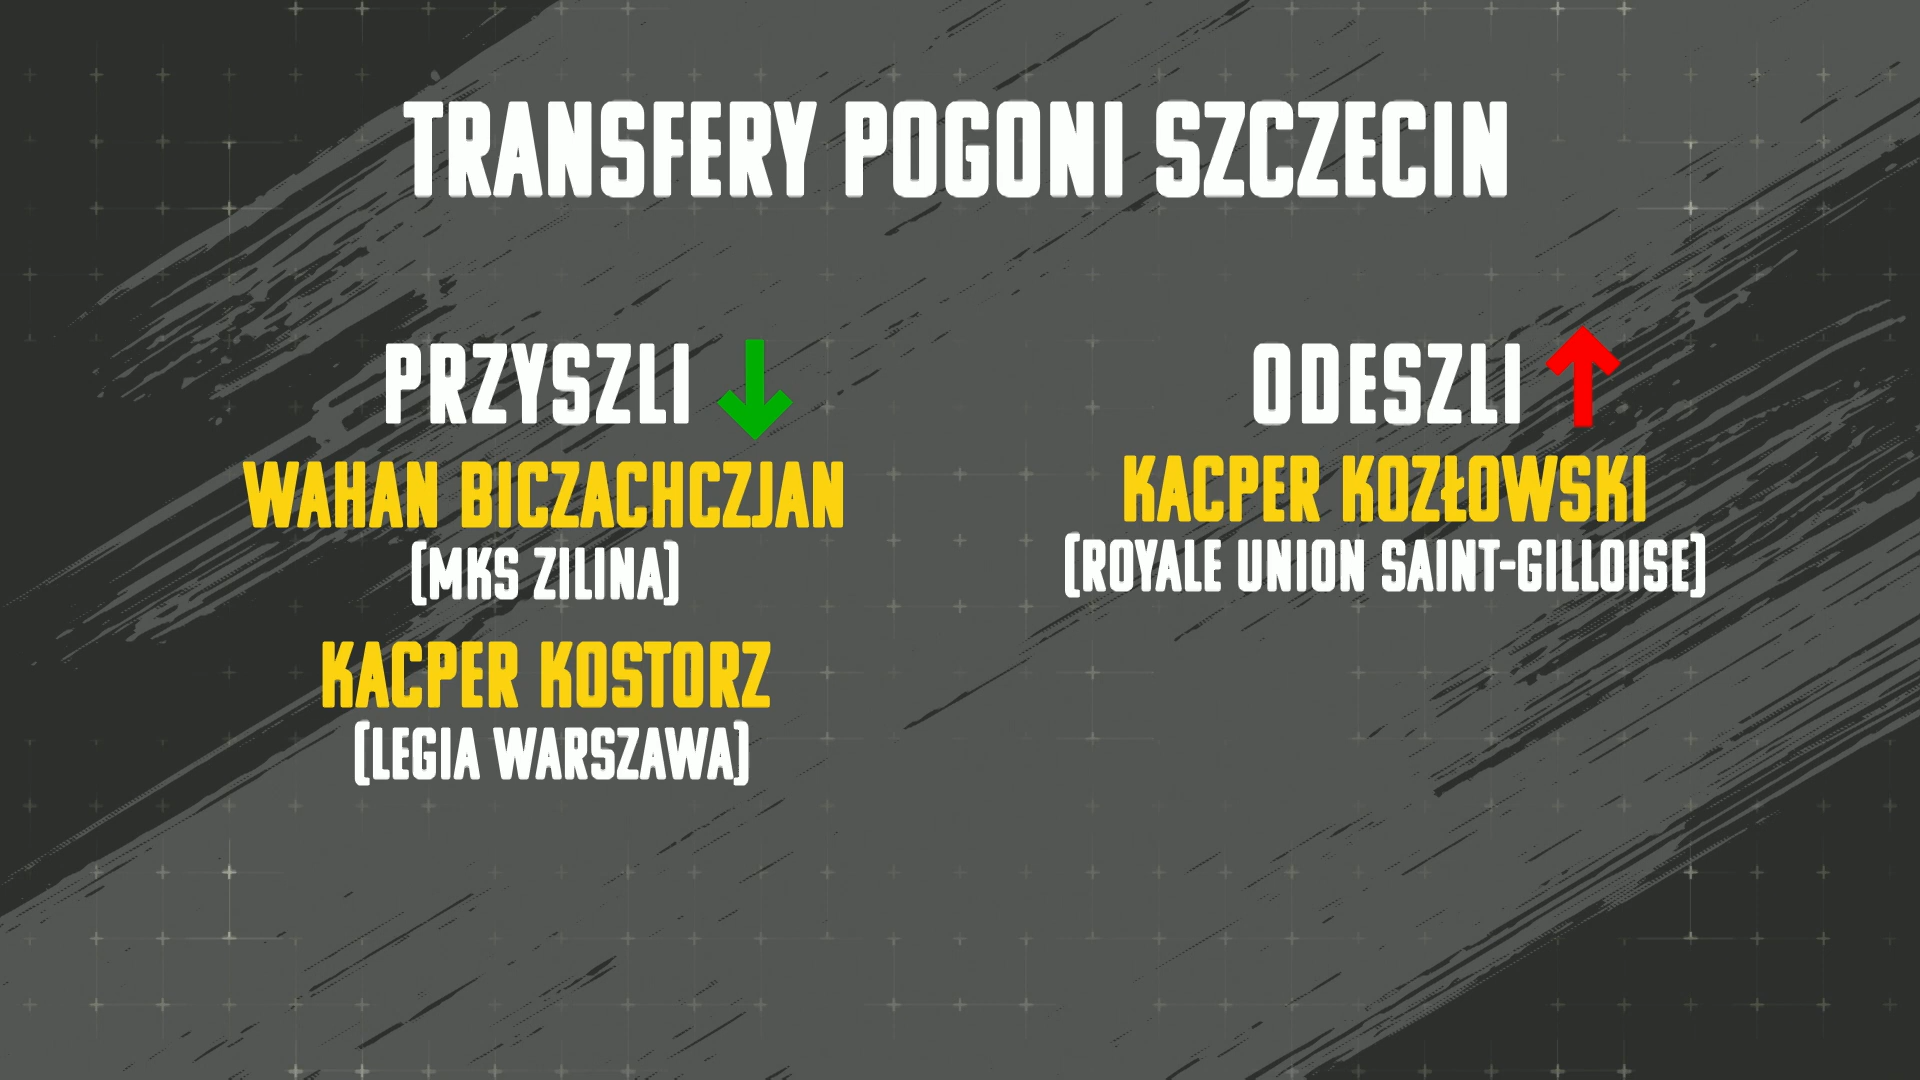 TRANSFERY POGONI SZCZECIN
PRZYSZLI
WAHAN BICZACHCZJAN
(MKS ZILINA)
KACPER KOSTORZ
(LEGIA WARSZAWA)
ODESZLI
KACPER KOZŁOWSKI
(ROYALE UNION SAINT-GILLOISE)